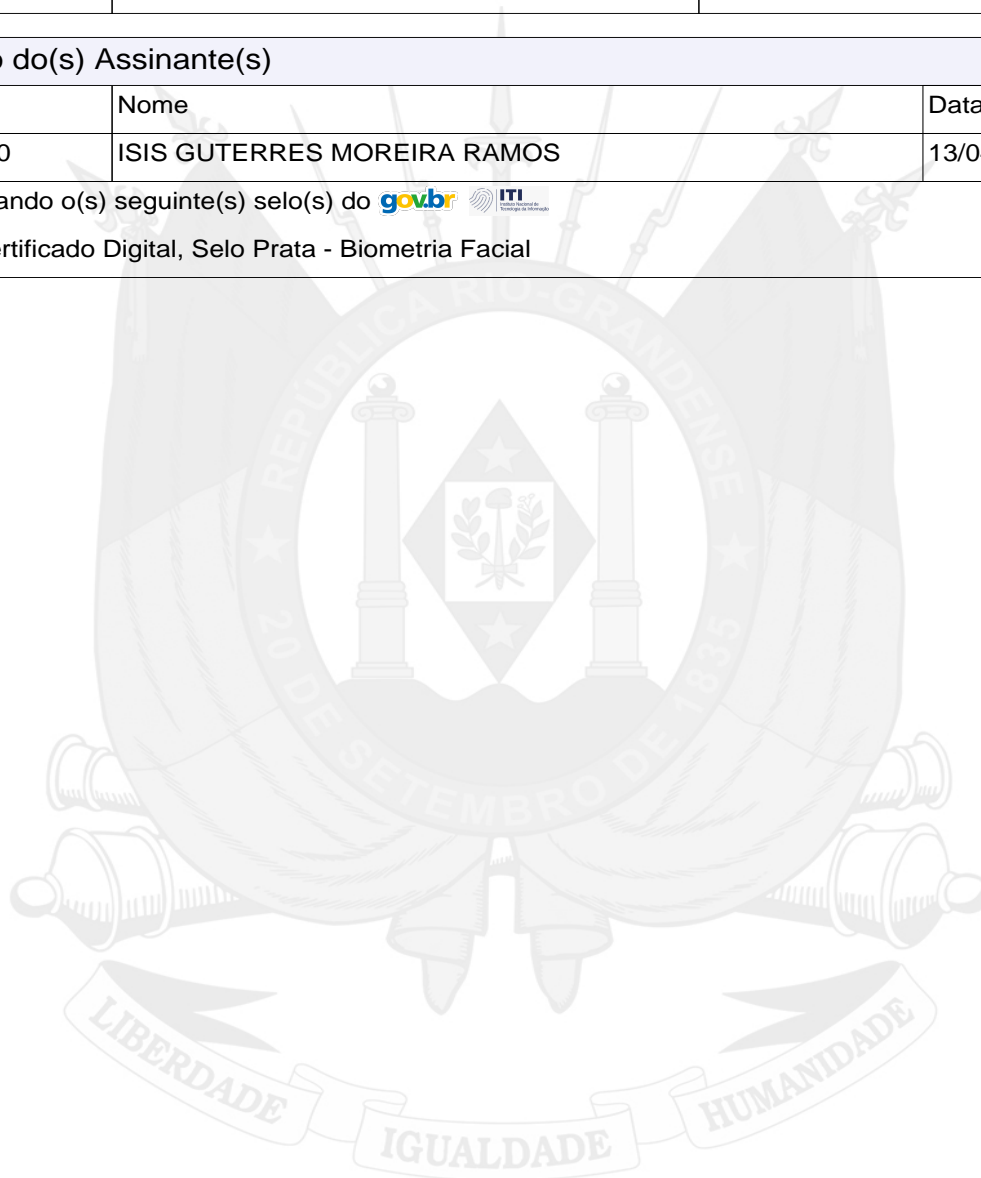 o do(s) Assinante(s)
Nome Data
0 ISIS GUTERRES MOREIRA RAMOS 13/0
ando o(s) seguinte(s) selo(s) do gov.br ITI
ertificado Digital, Selo Prata - Biometria Facial
REPÚBLICA RIO-GRANDENSE
20 DE SETEMBRO DE 1835
LIBERDADE IGUALDADE HUMANIDADE